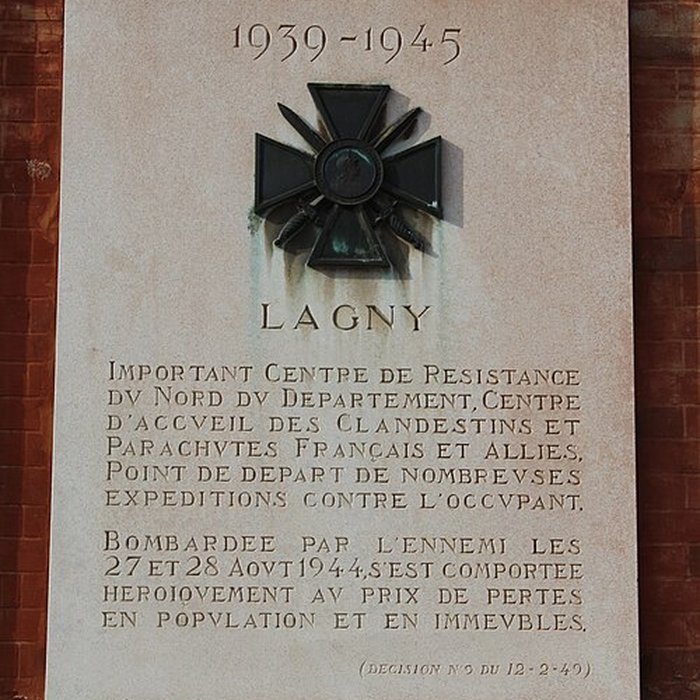 1939-1945
LAGNY
IMPORTANT CENTRE DE RESISTANCE
DV NORD DV DEPARTEMENT, CENTRE
D'ACCVEIL DES CLANDESTINS ET
PARACHVTES FRANÇAIS ET ALLIES,
POINT DE DEPART DE NOMBREVSES
EXPEDITIONS CONTRE L'OCCVPANT.
BOMBARDEE PAR L'ENNEMI LES
27 ET 28 AOVT 1944, S'EST COMPORTEE
HEROIQVEMENT AV PRIX DE PERTES
EN POPVLATION ET EN IMMEVBLES.
(DECISION N°9 DU 12-2-49)